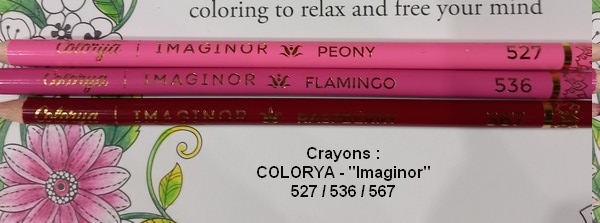 coloring to relax and free your mind
Colorya | IMAGINOR PEONY 527
Colorya | IMAGINOR FLAMINGO 536
Colorya | IMAGINOR 567
Crayons :
COLORYA - "Imaginor"
527 / 536 / 567